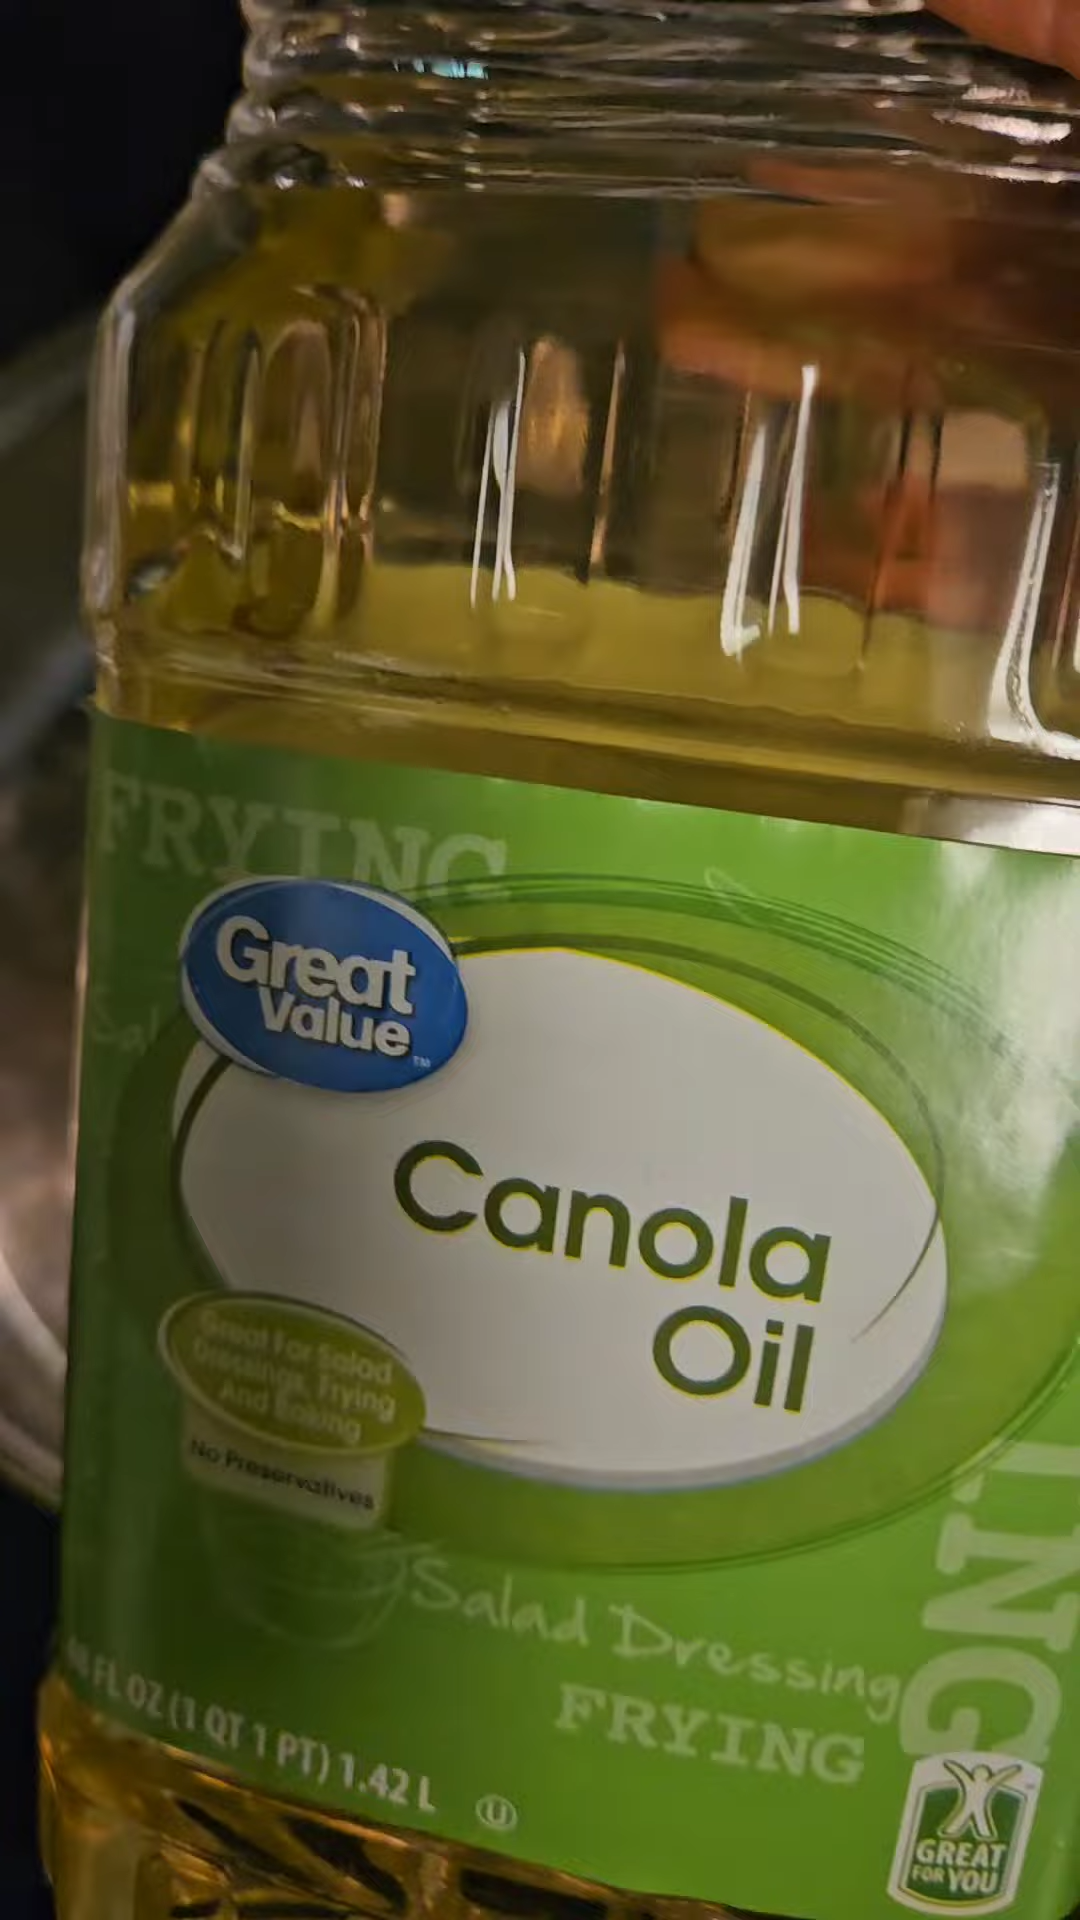 FRYING
Great
Value™
Canola
Oil
Great For Salad
Dressings, Frying
And Baking
No Preservatives
Salad Dressing
FRYING
FL OZ (1 QT 1 PT) 1.42 L
U
GREAT
FOR YOU